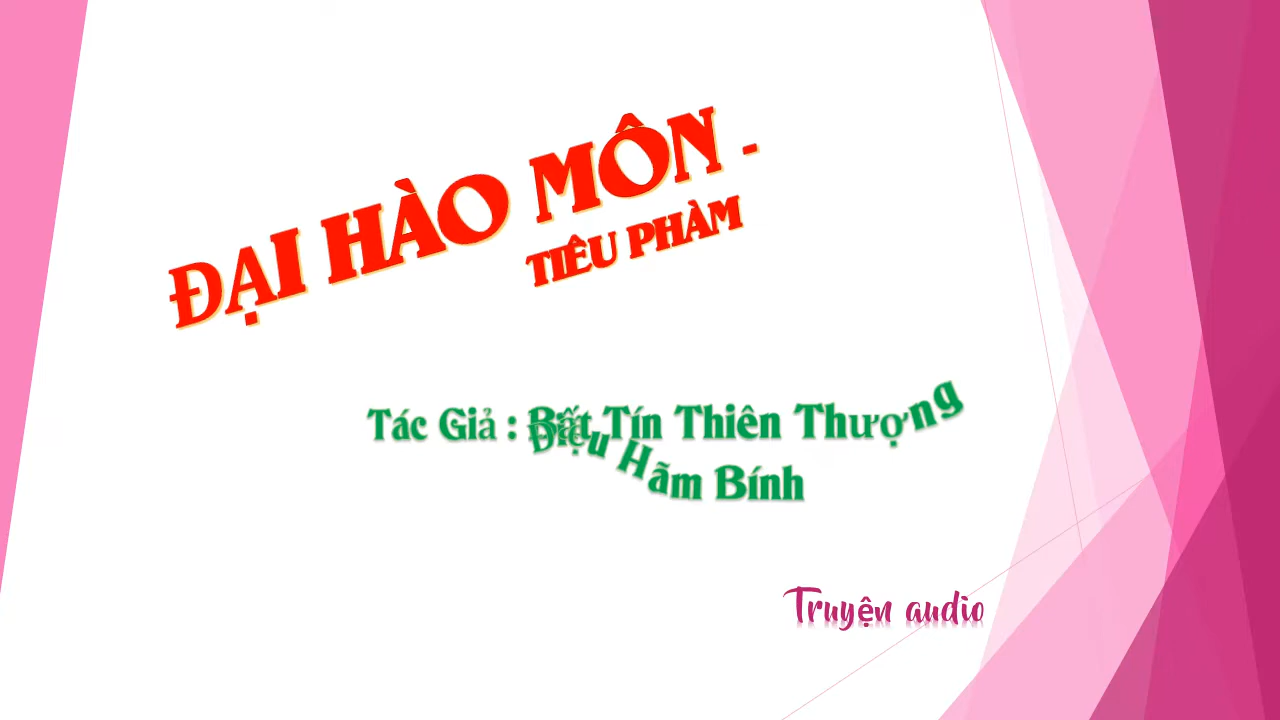 ĐẠI HÀO MÔN -
TIÊU PHÀM
Tác Giả : Bất Tín Thiên Thượng
Điệu Hãm Bính
Truyện audio